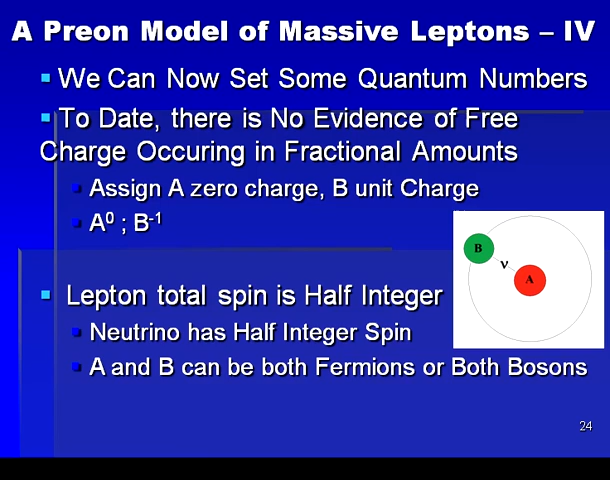 A Preon Model of Massive Leptons – IV
We Can Now Set Some Quantum Numbers
To Date, there is No Evidence of Free
Charge Occuring in Fractional Amounts
Assign A zero charge, B unit Charge
A⁰ ; B⁻¹
B
ν
A
Lepton total spin is Half Integer
Neutrino has Half Integer Spin
A and B can be both Fermions or Both Bosons
24